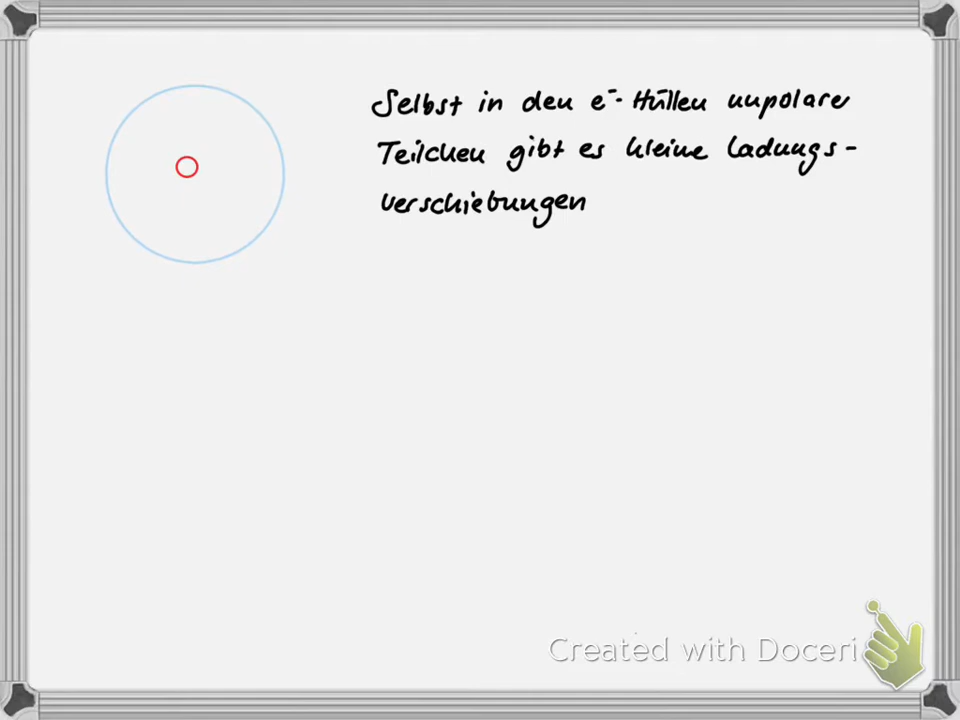 Selbst in den e⁻-Hüllen unpolare
Teilchen gibt es kleine Ladungs-
verschiebungen
Created with Doceri